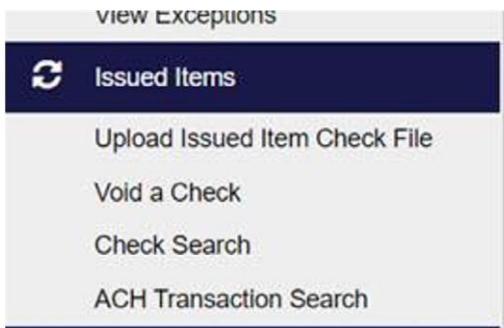 View Exceptions
Issued Items
Upload Issued Item Check File
Void a Check
Check Search
ACH Transaction Search